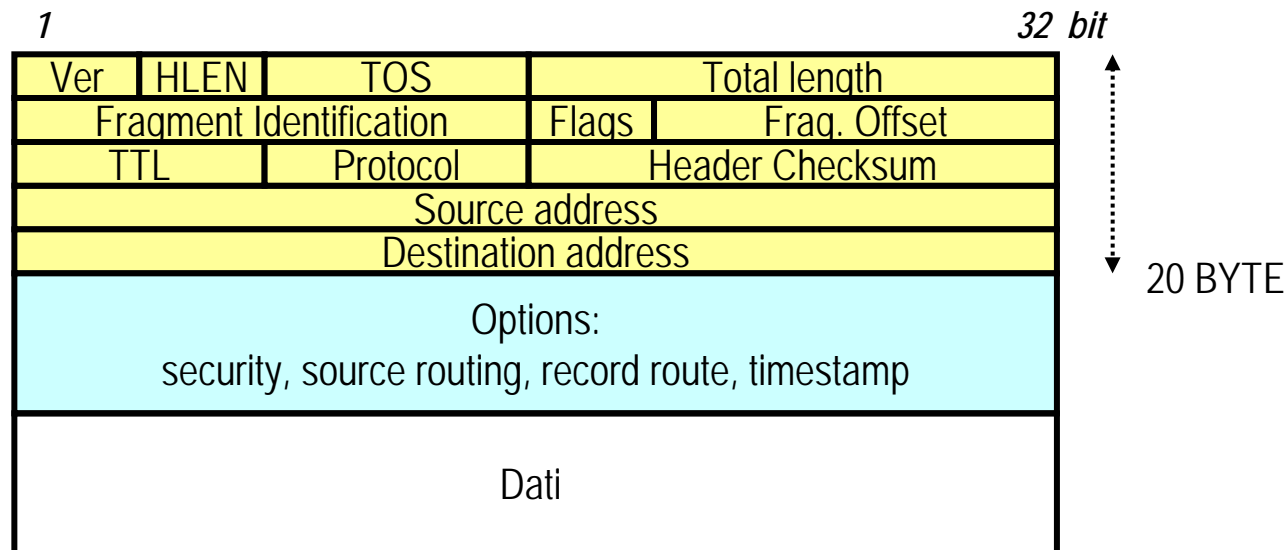 1 32 bit
Ver HLEN TOS Total length
Fragment Identification Flags Frag. Offset
TTL Protocol Header Checksum
Source address
Destination address
20 BYTE
Options:
security, source routing, record route, timestamp
Dati